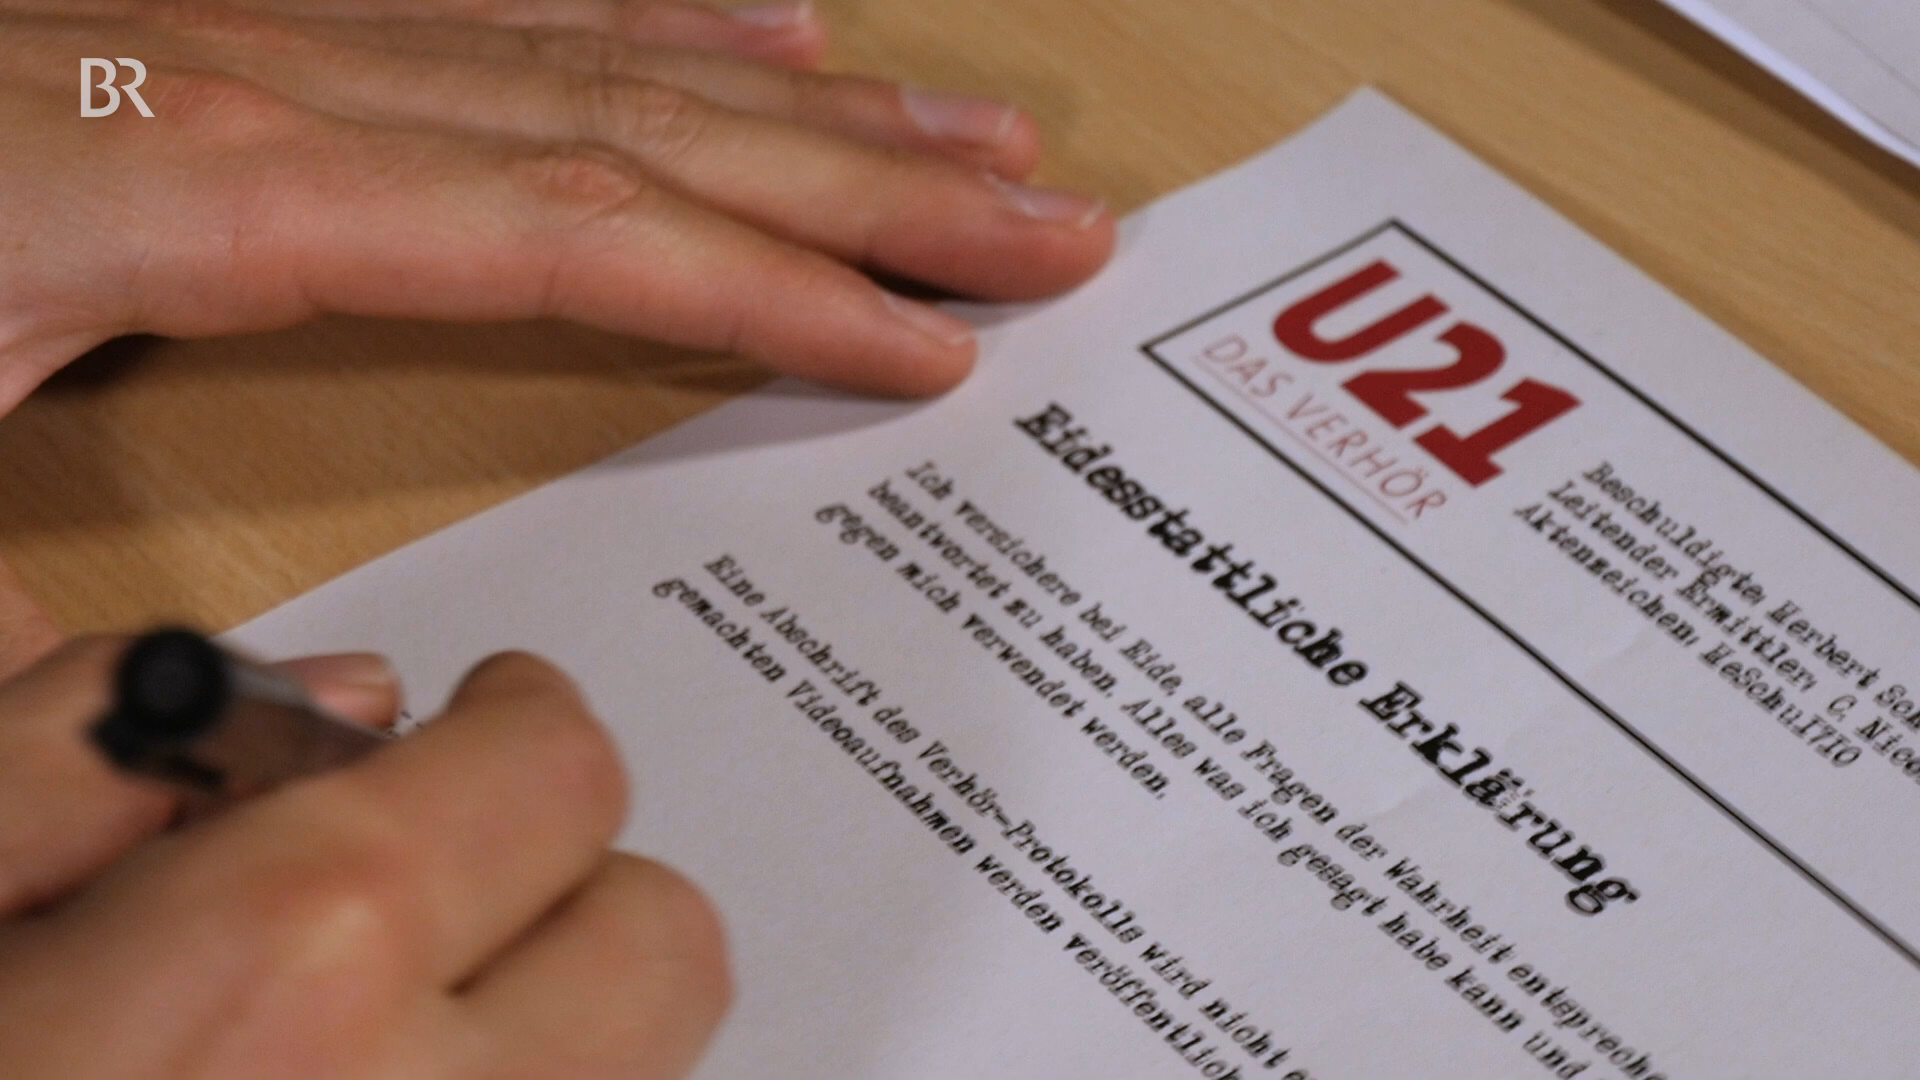 BR
U21
DAS VERHÖR
Beschuldigte: Herbert
Leitender Ermittler: C.
Aktenzeichen: HeSchu1710
Eidesstattliche Erklärung
Ich versichere bei Eide, alle Fragen der Wahrheit
beantwortet zu haben. Alles was ich gesagt habe kann und
gegen mich verwendet werden.
Eine Abschrift des Verhör-Protokolls wird nicht
gemachten Videoaufnahmen werden